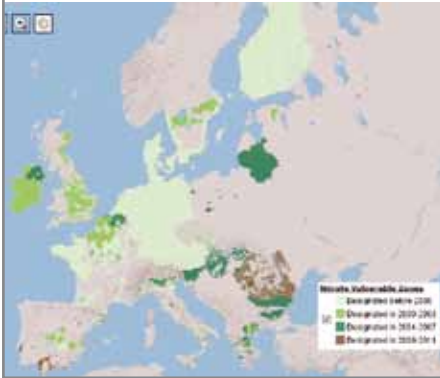 Nitrate Vulnerable Zones
Designated before 2000
Designated in 2000-2003
Designated in 2004-2007
Designated in 2008-2011